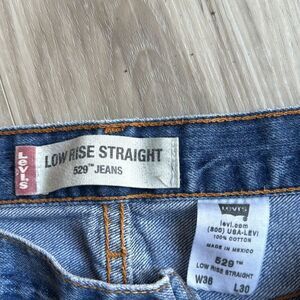 LEVI'S
LOW RISE STRAIGHT
529™ JEANS
LEVI'S
levi.com
(800) USA-LEVI
100% COTTON
MADE IN MEXICO
529™
LOW RISE STRAIGHT
W36 L30